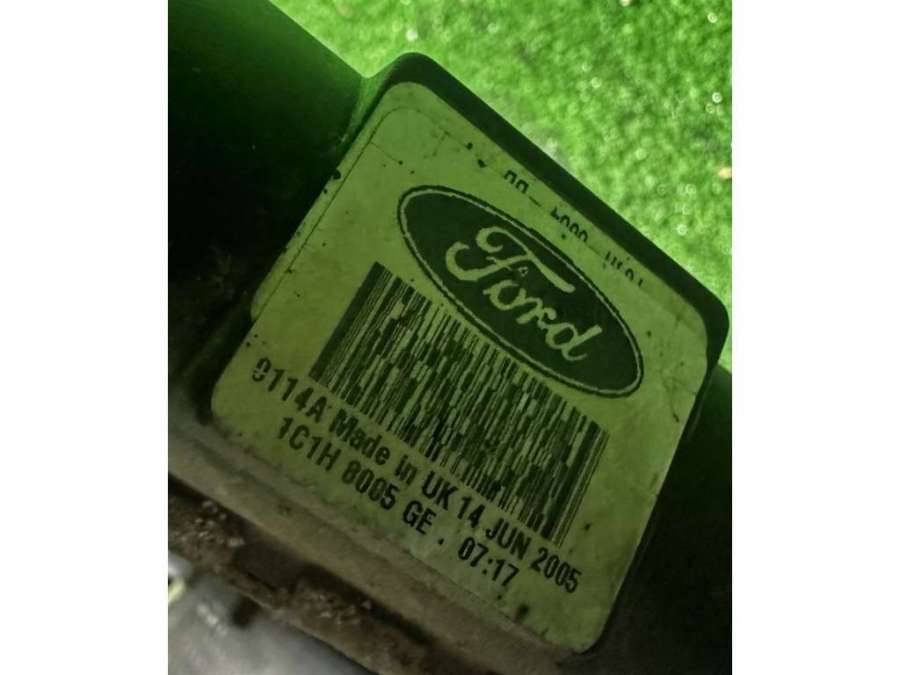 Ford
9114A Made in UK 14 JUN 2005
1C1H 8005 GE . 07:17